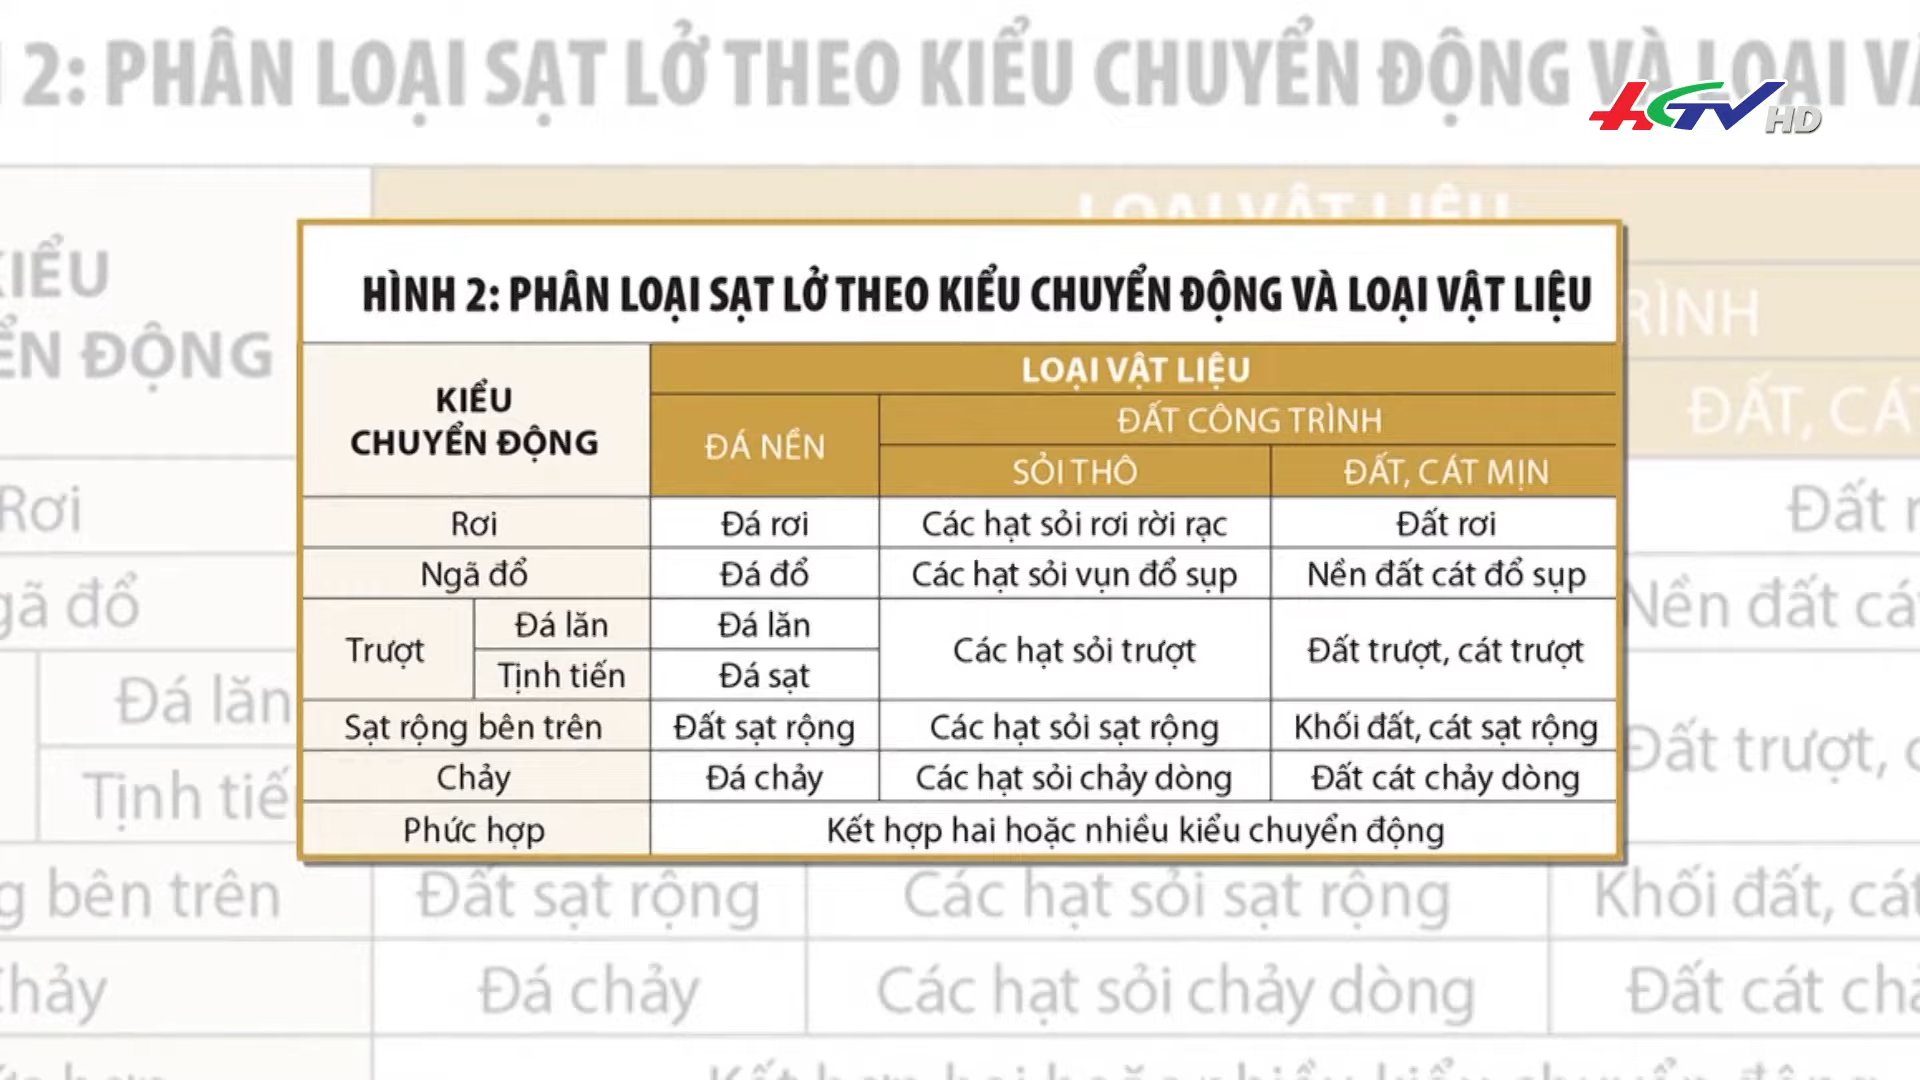 HGTV HD
HÌNH 2: PHÂN LOẠI SẠT LỞ THEO KIỂU CHUYỂN ĐỘNG VÀ LOẠI VẬT LIỆU
KIỂU
CHUYỂN ĐỘNG
LOẠI VẬT LIỆU
ĐÁ NỀN
ĐẤT CÔNG TRÌNH
SỎI THÔ
ĐẤT, CÁT MỊN
Rơi
Đá rơi
Các hạt sỏi rơi rời rạc
Đất rơi
Ngã đổ
Đá đổ
Các hạt sỏi vụn đổ sụp
Nền đất cát đổ sụp
Trượt
Đá lăn
Đá lăn
Các hạt sỏi trượt
Đất trượt, cát trượt
Tịnh tiến
Đá sạt
Sạt rộng bên trên
Đất sạt rộng
Các hạt sỏi sạt rộng
Khối đất, cát sạt rộng
Chảy
Đá chảy
Các hạt sỏi chảy dòng
Đất cát chảy dòng
Phức hợp
Kết hợp hai hoặc nhiều kiểu chuyển động